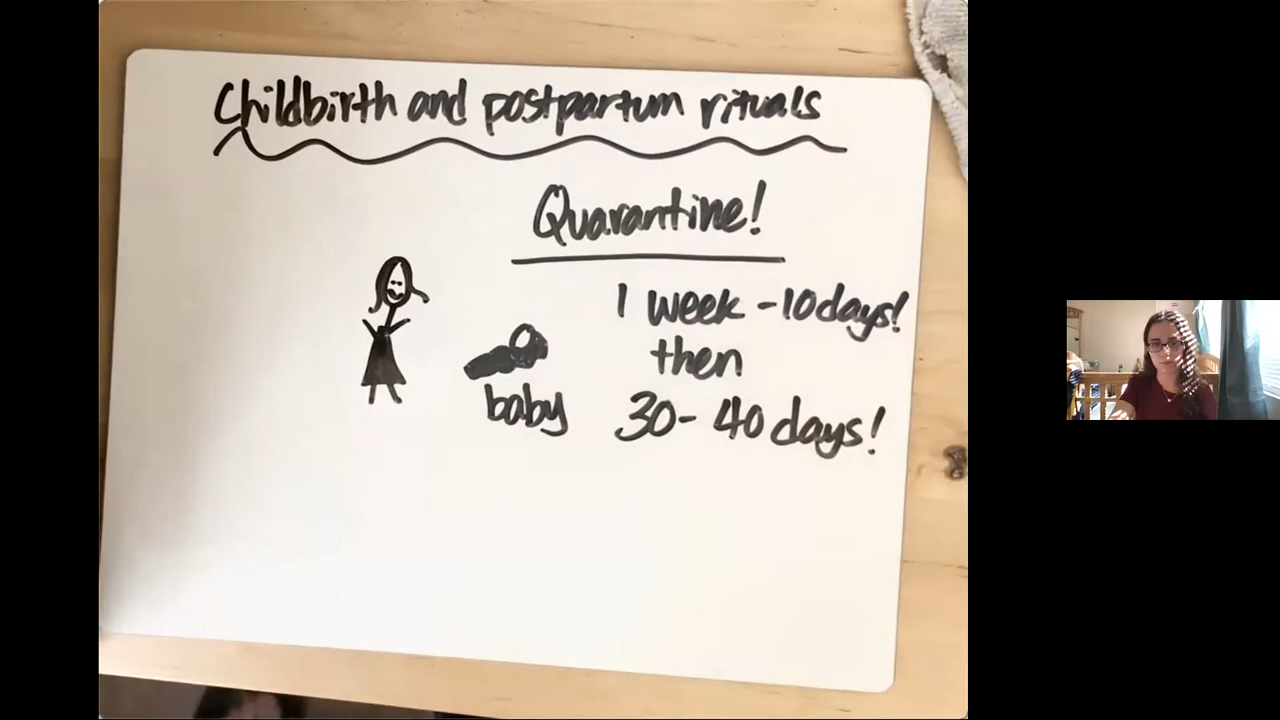 Childbirth and postpartum rituals
Quarantine!
1 week - 10 days!
then
30 - 40 days!
baby